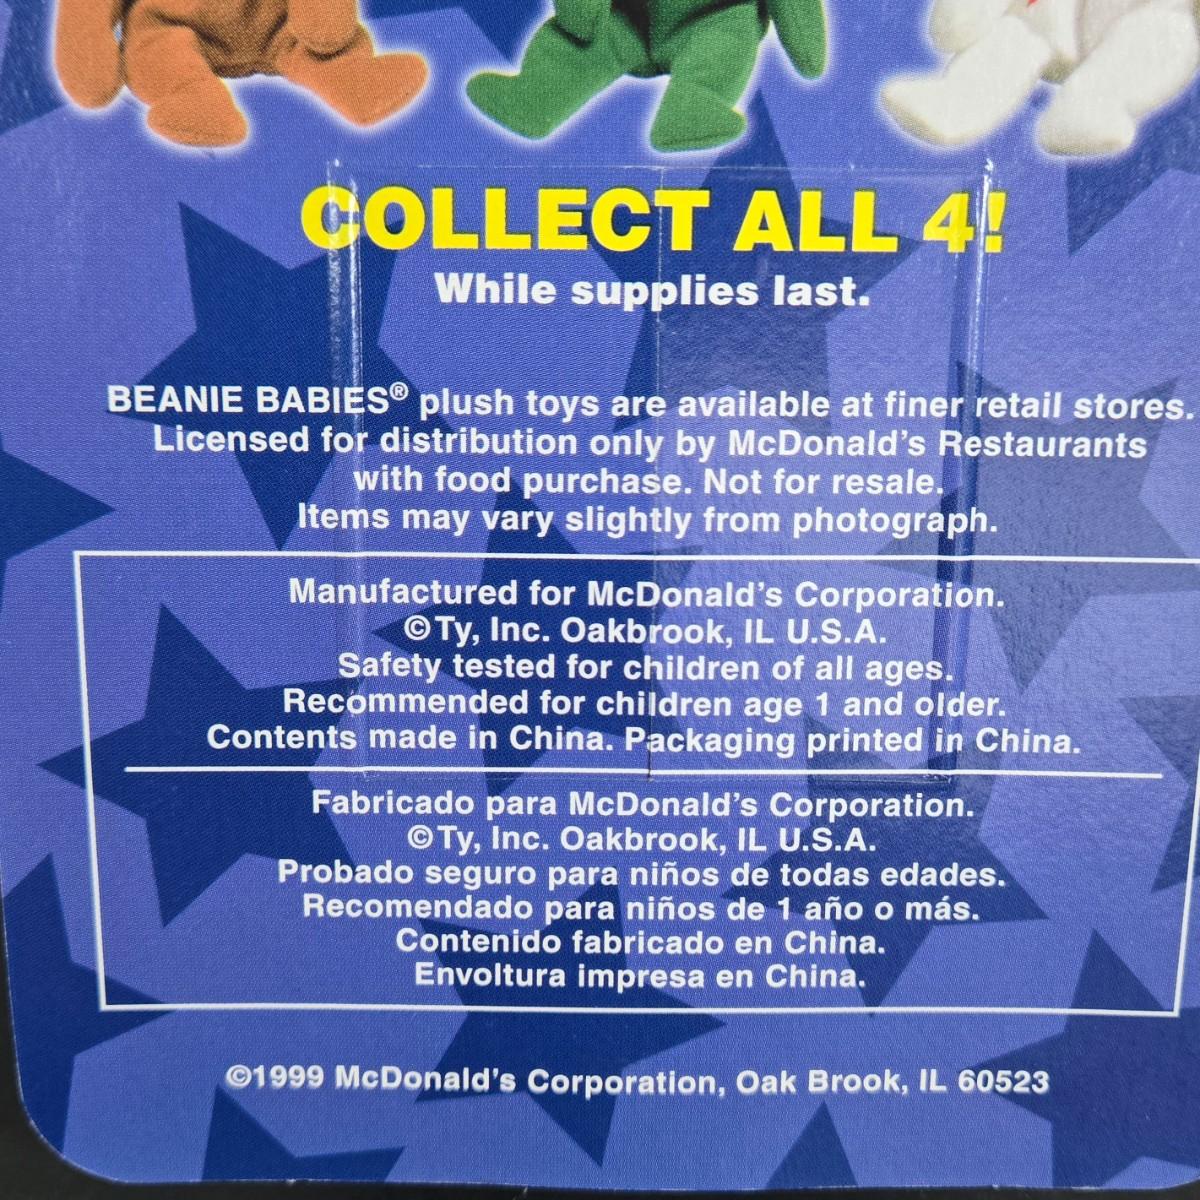 COLLECT ALL 4!
While supplies last.
BEANIE BABIES® plush toys are available at finer retail stores.
Licensed for distribution only by McDonald's Restaurants
with food purchase. Not for resale.
Items may vary slightly from photograph.
Manufactured for McDonald's Corporation.
©Ty, Inc. Oakbrook, IL U.S.A.
Safety tested for children of all ages.
Recommended for children age 1 and older.
Contents made in China. Packaging printed in China.
Fabricado para McDonald's Corporation.
©Ty, Inc. Oakbrook, IL U.S.A.
Probado seguro para niños de todas edades.
Recomendado para niños de 1 año o más.
Contenido fabricado en China.
Envoltura impresa en China.
©1999 McDonald's Corporation, Oak Brook, IL 60523